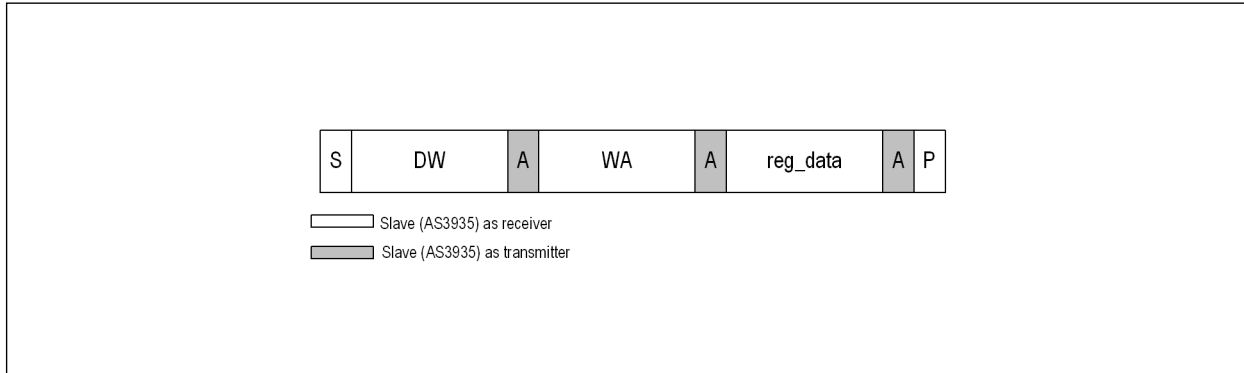 S DW A WA A reg_data A P
Slave (AS3935) as receiver
Slave (AS3935) as transmitter